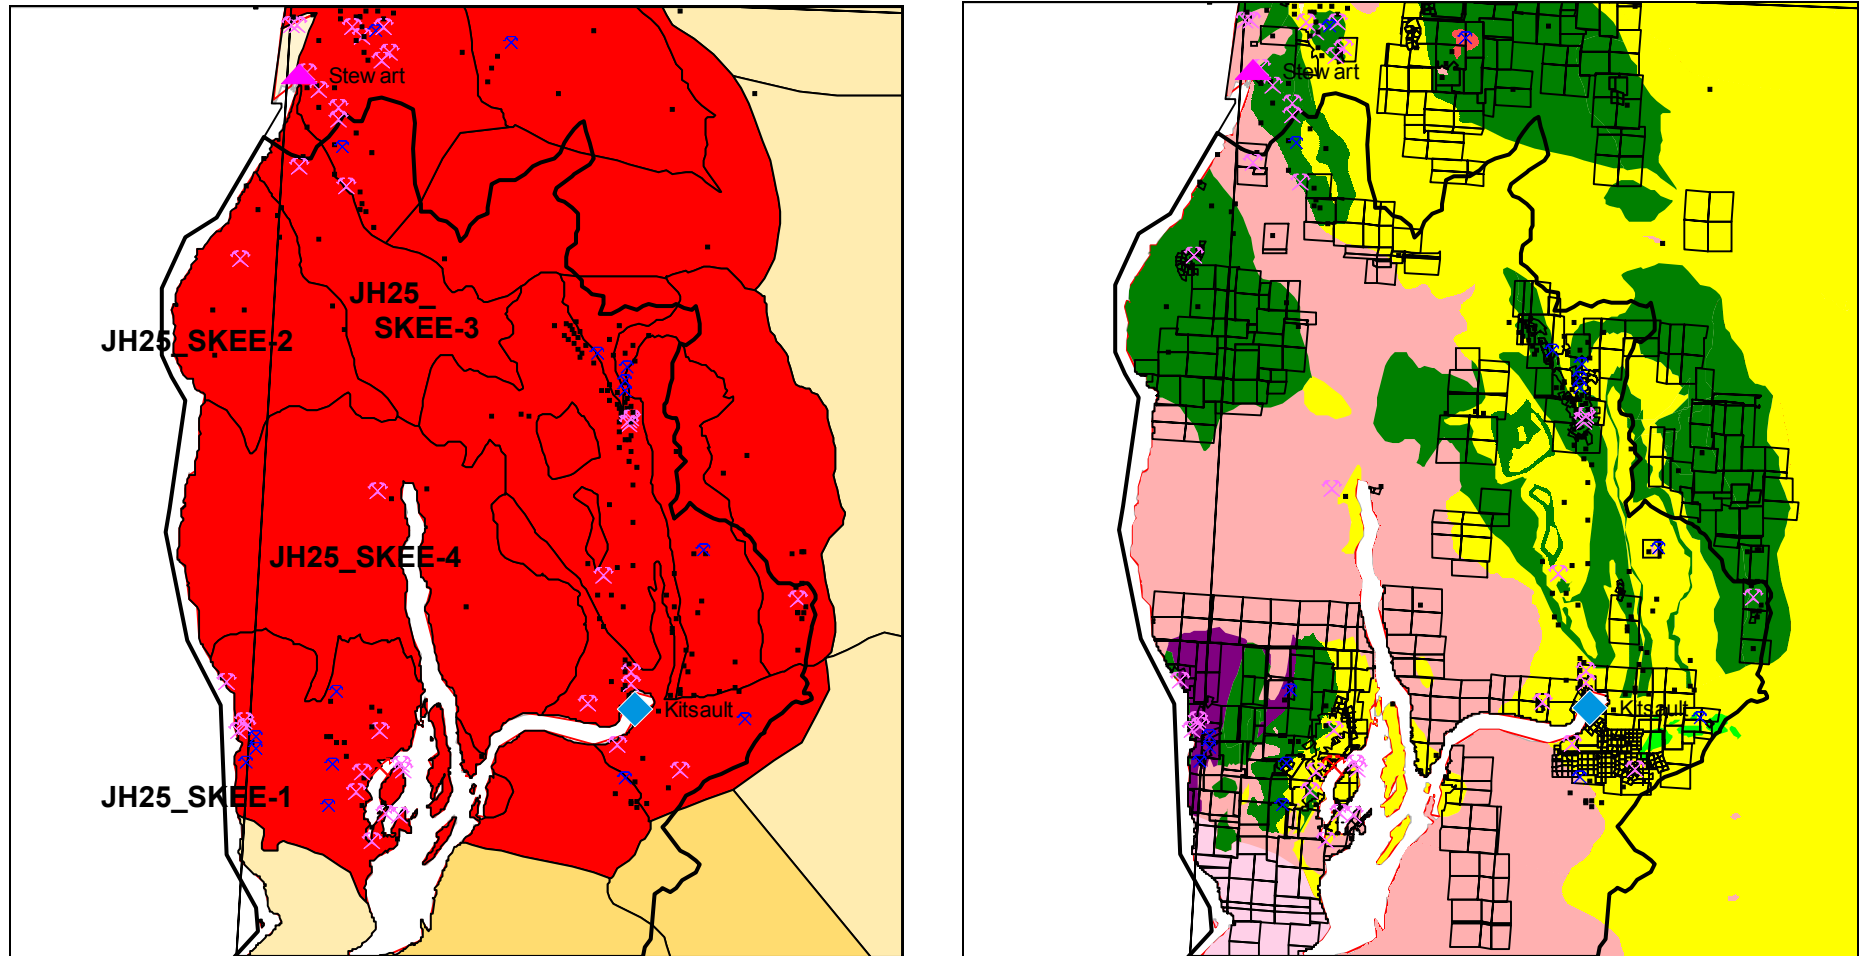 Stewart
JH25_
SKEE-3
JH25_SKEE-2
JH25_SKEE-4
Kitsault
JH25_SKEE-1
Stewart
Kitsault